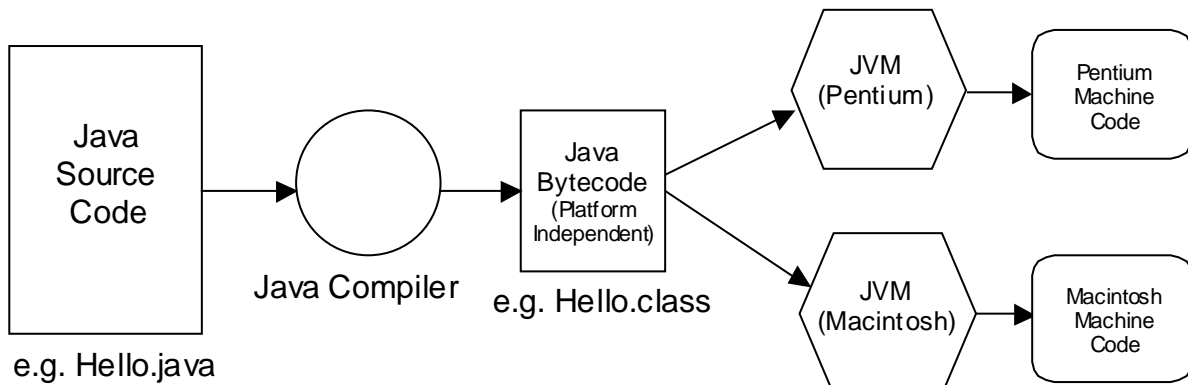 Java
Source
Code
e.g. Hello.java
Java Compiler
Java
Bytecode
(Platform
Independent)
e.g. Hello.class
JVM
(Pentium)
Pentium
Machine
Code
JVM
(Macintosh)
Macintosh
Machine
Code